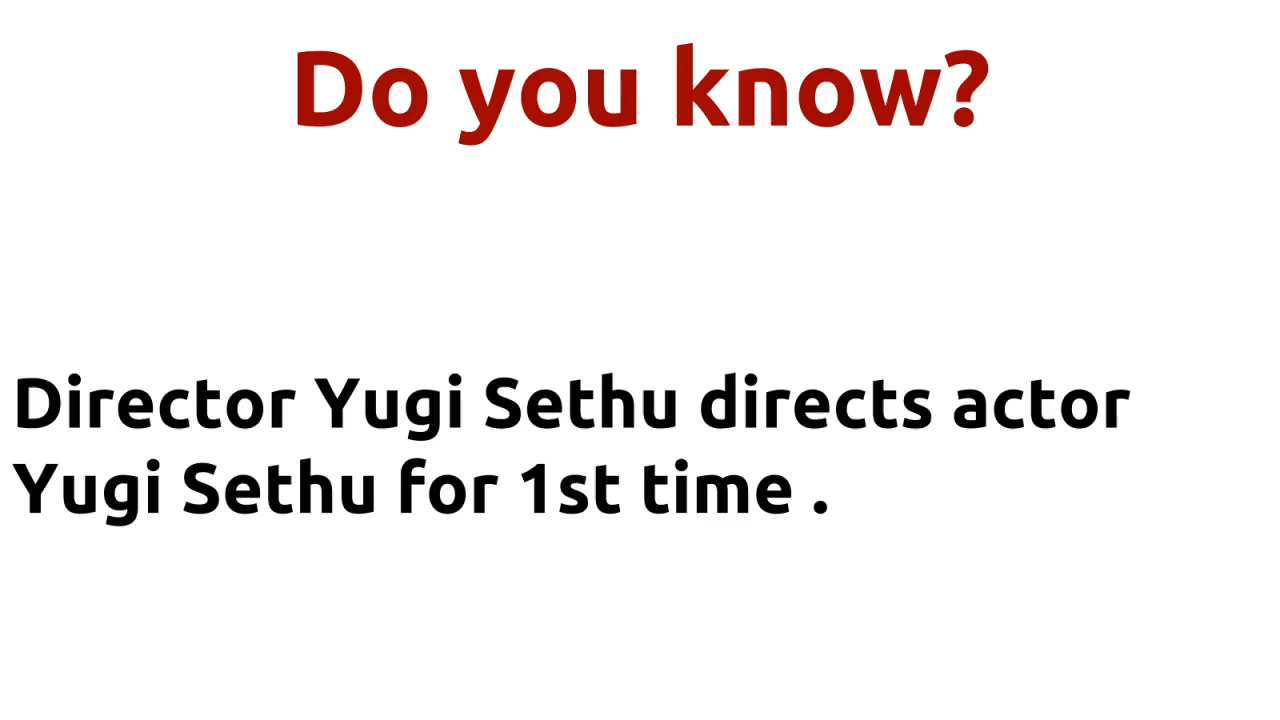 Do you know?
Director Yugi Sethu directs actor
Yugi Sethu for 1st time .